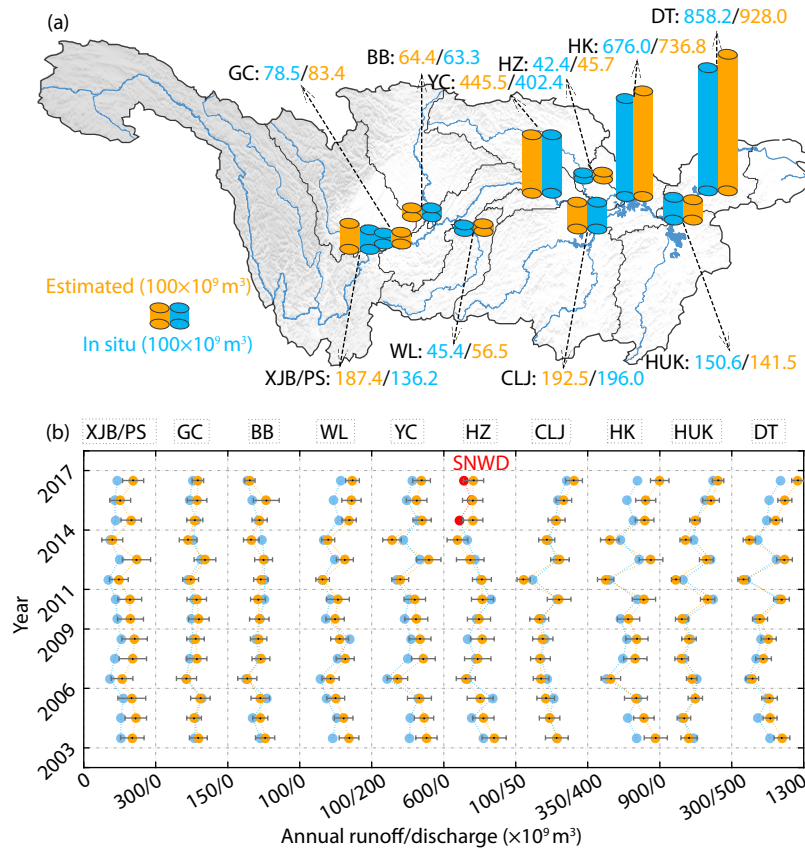 (a)
DT: 858.2/928.0
HK: 676.0/736.8
BB: 64.4/63.3
HZ: 42.4/45.7
GC: 78.5/83.4
YC: 445.5/402.4
Estimated (100×10⁹ m³)
In situ (100×10⁹ m³)
XJB/PS: 187.4/136.2
WL: 45.4/56.5
CLJ: 192.5/196.0
HUK: 150.6/141.5
(b)
XJB/PS GC BB WL YC HZ CLJ HK HUK DT
SNWD
2017
2014
2011
2009
2006
2003
Year
0 300/0 150/0 100/0 100/200 600/0 100/50 350/400 900/0 300/500 1300
Annual runoff/discharge (×10⁹ m³)